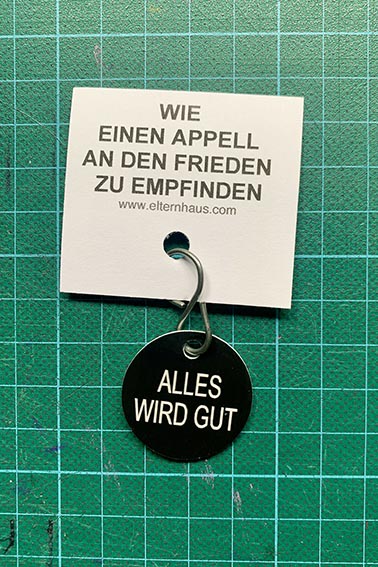 WIE
EINEN APPELL
AN DEN FRIEDEN
ZU EMPFINDEN
www.elternhaus.com
ALLES
WIRD GUT